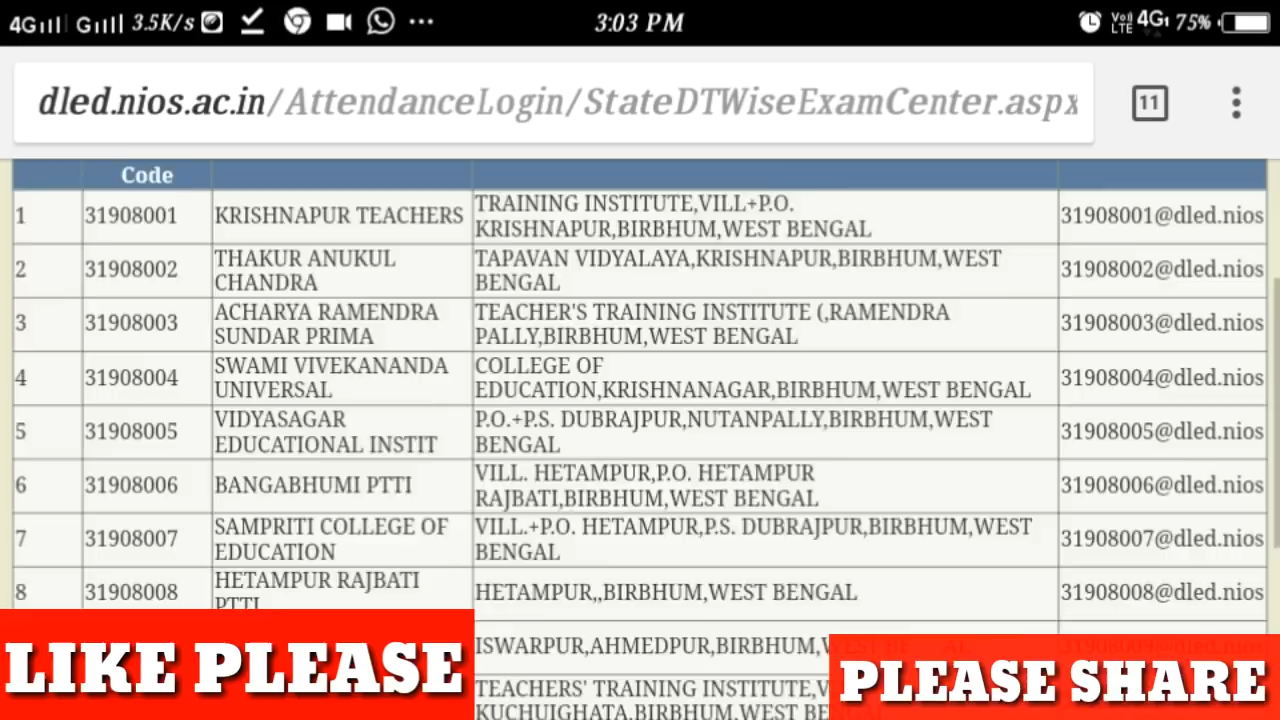 4G G 3.5K/s 3:03 PM VoLTE 4G 75%
dled.nios.ac.in/AttendanceLogin/StateDTWiseExamCenter.aspx 11
Code
1 31908001 KRISHNAPUR TEACHERS TRAINING INSTITUTE,VILL+P.O.
KRISHNAPUR,BIRBHUM,WEST BENGAL 31908001@dled.nios
2 31908002 THAKUR ANUKUL
CHANDRA TAPAVAN VIDYALAYA,KRISHNAPUR,BIRBHUM,WEST
BENGAL 31908002@dled.nios
3 31908003 ACHARYA RAMENDRA
SUNDAR PRIMA TEACHER'S TRAINING INSTITUTE (,RAMENDRA
PALLY,BIRBHUM,WEST BENGAL 31908003@dled.nios
4 31908004 SWAMI VIVEKANANDA
UNIVERSAL COLLEGE OF
EDUCATION,KRISHNANAGAR,BIRBHUM,WEST BENGAL 31908004@dled.nios
5 31908005 VIDYASAGAR
EDUCATIONAL INSTIT P.O.+P.S. DUBRAJPUR,NUTANPALLY,BIRBHUM,WEST
BENGAL 31908005@dled.nios
6 31908006 BANGABHUMI PTTI VILL. HETAMPUR,P.O. HETAMPUR
RAJBATI,BIRBHUM,WEST BENGAL 31908006@dled.nios
7 31908007 SAMPRITI COLLEGE OF
EDUCATION VILL.+P.O. HETAMPUR,P.S. DUBRAJPUR,BIRBHUM,WEST
BENGAL 31908007@dled.nios
8 31908008 HETAMPUR RAJBATI
PTTI HETAMPUR,,BIRBHUM,WEST BENGAL 31908008@dled.nios
ISWARPUR,AHMEDPUR,BIRBHUM,
TEACHERS' TRAINING INSTITUTE,
KUCHUIGHATA,BIRBHUM,WEST
LIKE PLEASE
PLEASE SHARE